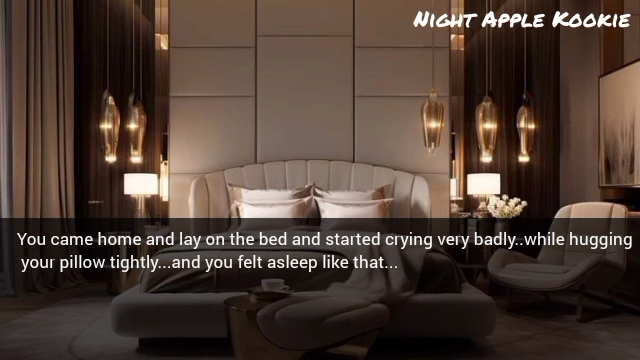 Night Apple Kookie
You came home and lay on the bed and started crying very badly..while hugging
your pillow tightly...and you felt asleep like that...